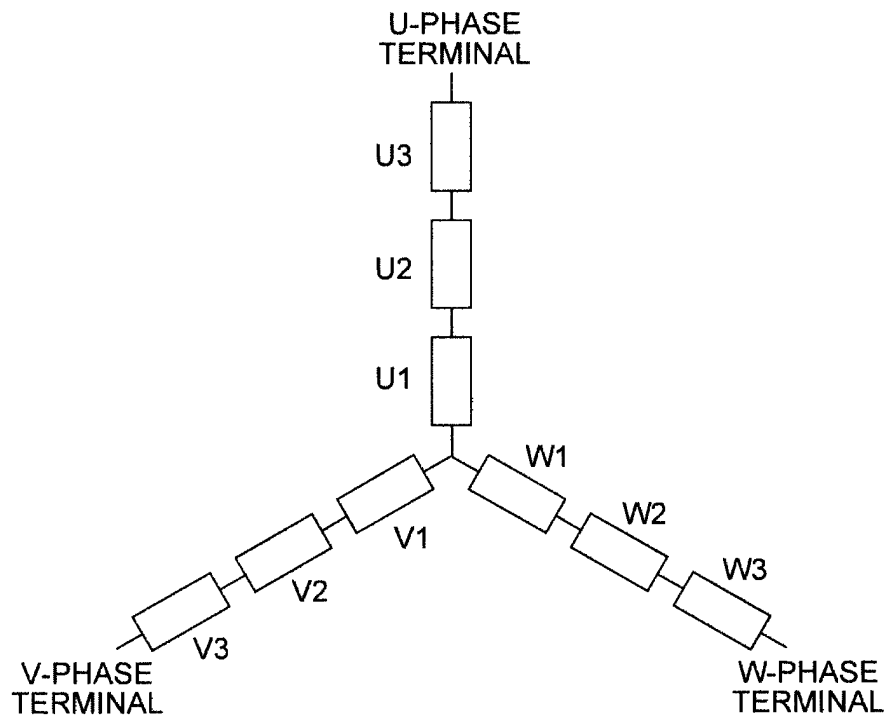 U-PHASE
TERMINAL
U3
U2
U1
W1
V1
W2
V2
W3
V3
V-PHASE
TERMINAL
W-PHASE
TERMINAL